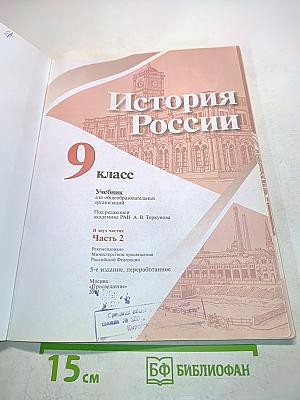 История
России
9 класс
Учебник
для общеобразовательных
организаций
Под редакцией
академика РАН А. В. Торкунова
В двух частях
Часть 2
Рекомендовано
Министерством просвещения
Российской Федерации
5-е издание, переработанное
Москва
«Просвещение»
15 см
БФ БИБЛИОФАН